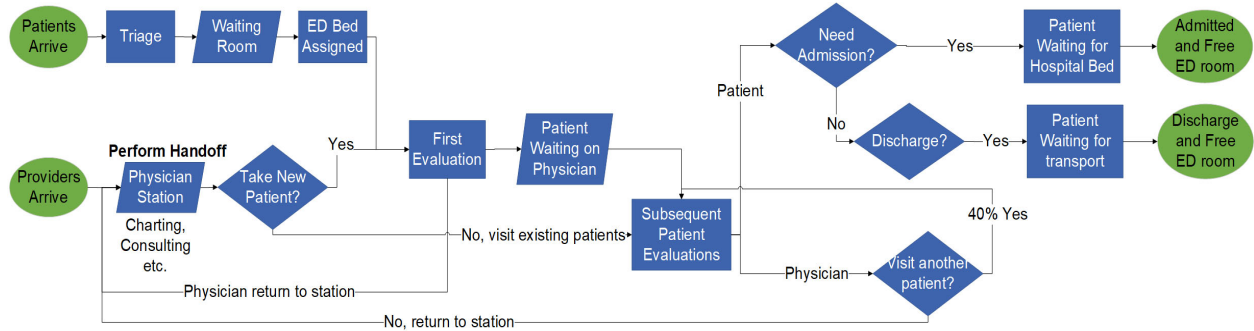 Patients
Arrive
Triage
Waiting
Room
ED Bed
Assigned
Need
Admission?
Yes
Patient
Waiting for
Hospital Bed
Admitted
and Free
ED room
Patient
No
Discharge?
Yes
Patient
Waiting for
transport
Discharge
and Free
ED room
Perform Handoff
Providers
Arrive
Physician
Station
Charting,
Consulting
etc.
Take New
Patient?
Yes
First
Evaluation
Patient
Waiting on
Physician
No, visit existing patients
Subsequent
Patient
Evaluations
40% Yes
Physician
Visit another
patient?
Physician return to station
No, return to station